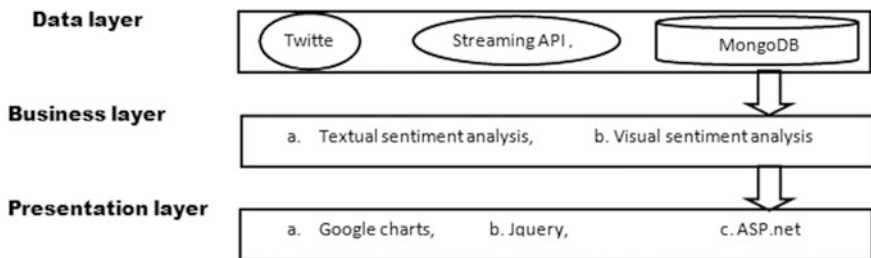 Data layer
Twitte
Streaming API,
MongoDB
Business layer
a. Textual sentiment analysis, b. Visual sentiment analysis
Presentation layer
a. Google charts, b. Jquery, c. ASP.net